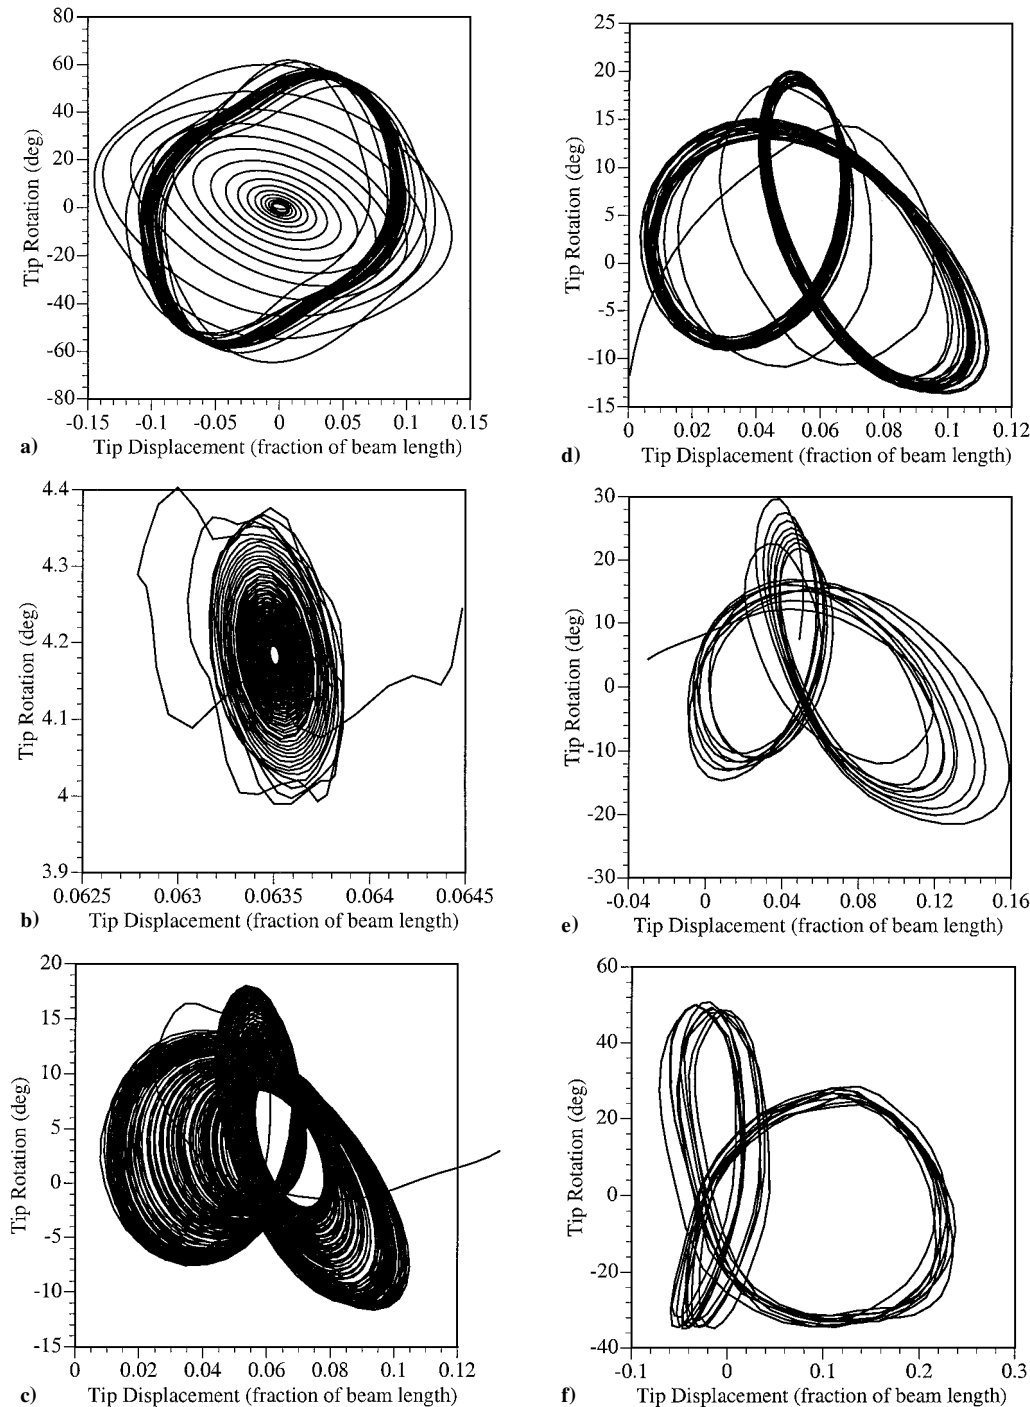 80
60
40
20
0
-20
-40
-60
-80
Tip Rotation (deg)
-0.15 -0.1 -0.05 0 0.05 0.1 0.15
a) Tip Displacement (fraction of beam length)
4.4
4.3
4.2
4.1
4
3.9
Tip Rotation (deg)
0.0625 0.063 0.0635 0.064 0.0645
b) Tip Displacement (fraction of beam length)
20
15
10
5
0
-5
-10
-15
Tip Rotation (deg)
0 0.02 0.04 0.06 0.08 0.1 0.12
c) Tip Displacement (fraction of beam length)
25
20
15
10
5
0
-5
-10
-15
Tip Rotation (deg)
0 0.02 0.04 0.06 0.08 0.1 0.12
d) Tip Displacement (fraction of beam length)
30
20
10
0
-10
-20
-30
Tip Rotation (deg)
-0.04 0 0.04 0.08 0.12 0.16
e) Tip Displacement (fraction of beam length)
60
40
20
0
-20
-40
Tip Rotation (deg)
-0.1 0 0.1 0.2 0.3
f) Tip Displacement (fraction of beam length)